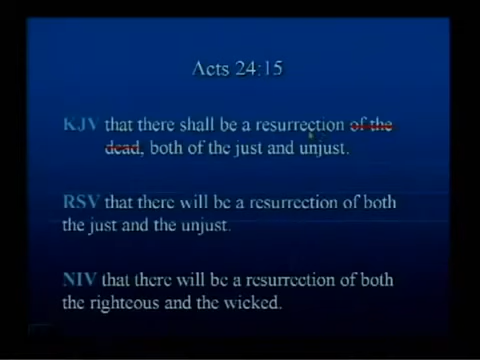 Acts 24:15
KJV that there shall be a resurrection of the
dead, both of the just and unjust.
RSV that there will be a resurrection of both
the just and the unjust.
NIV that there will be a resurrection of both
the righteous and the wicked.